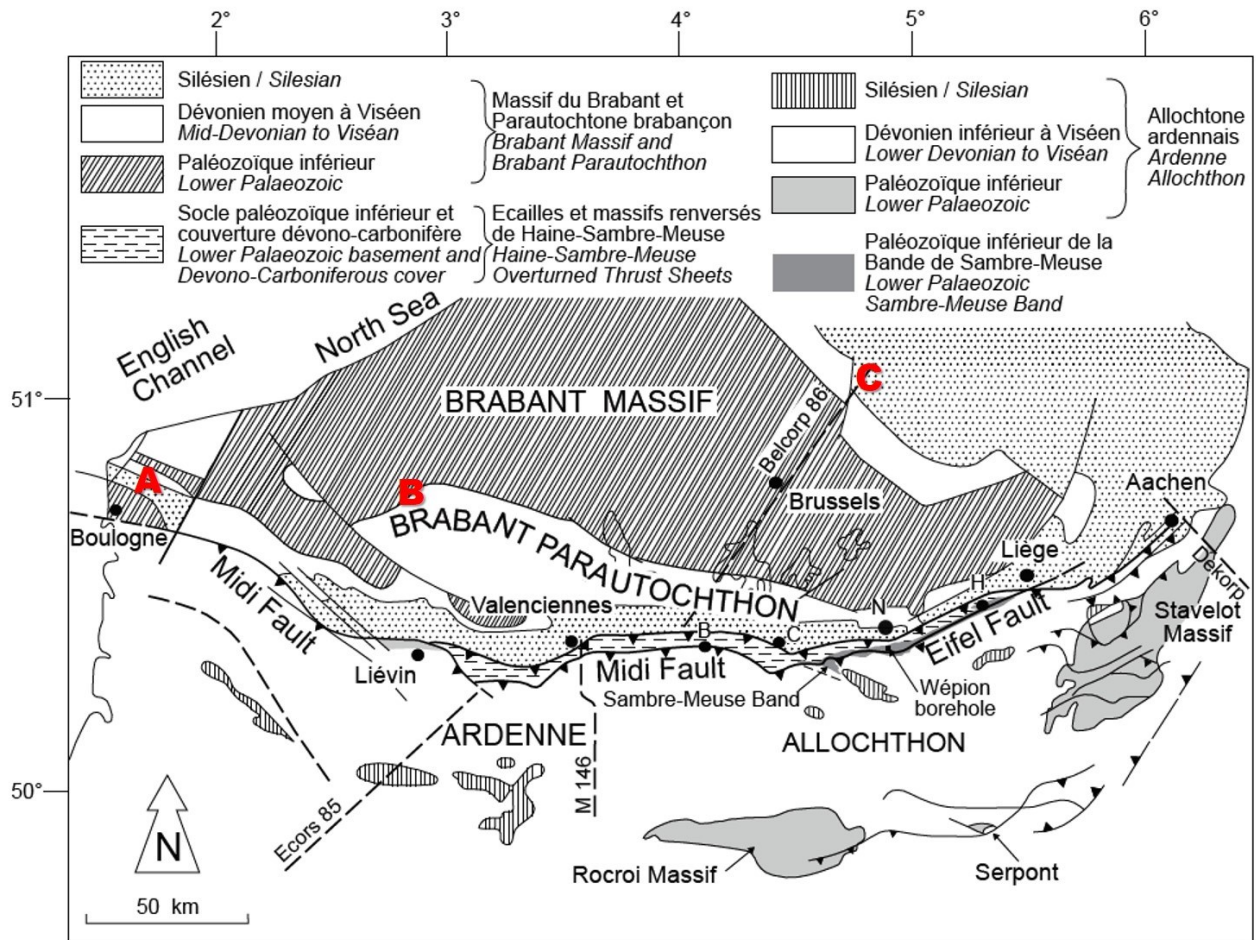 2°
3°
4°
5°
6°
Silésien / Silesian
Dévonien moyen à Viséen
Mid-Devonian to Viséan
Paléozoïque inférieur
Lower Palaeozoic
Massif du Brabant et
Parautochtone brabançon
Brabant Massif and
Brabant Parautochthon
Socle paléozoïque inférieur et
couverture dévono-carbonifère
Lower Palaeozoic basement and
Devono-Carboniferous cover
Ecailles et massifs renversés
de Haine-Sambre-Meuse
Haine-Sambre-Meuse
Overturned Thrust Sheets
Silésien / Silesian
Dévonien inférieur à Viséen
Lower Devonian to Viséan
Paléozoïque inférieur
Lower Palaeozoic
Allochtone
ardennais
Ardenne
Allochthon
Paléozoïque inférieur de la
Bande de Sambre-Meuse
Lower Palaeozoic
Sambre-Meuse Band
English
Channel
North Sea
51°
BRABANT MASSIF
C
Belcorp 86
A
B
Brussels
Aachen
Boulogne
BRABANT PARAUTOCHTHON
Liège
Dekorp
Midi Fault
Valenciennes
H
N
Eifel Fault
Stavelot
Massif
B
C
Liévin
Midi Fault
Sambre-Meuse Band
Wépion
borehole
ARDENNE
ALLOCHTHON
50°
M 146
Ecors 85
N
Rocroi Massif
Serpont
50 km